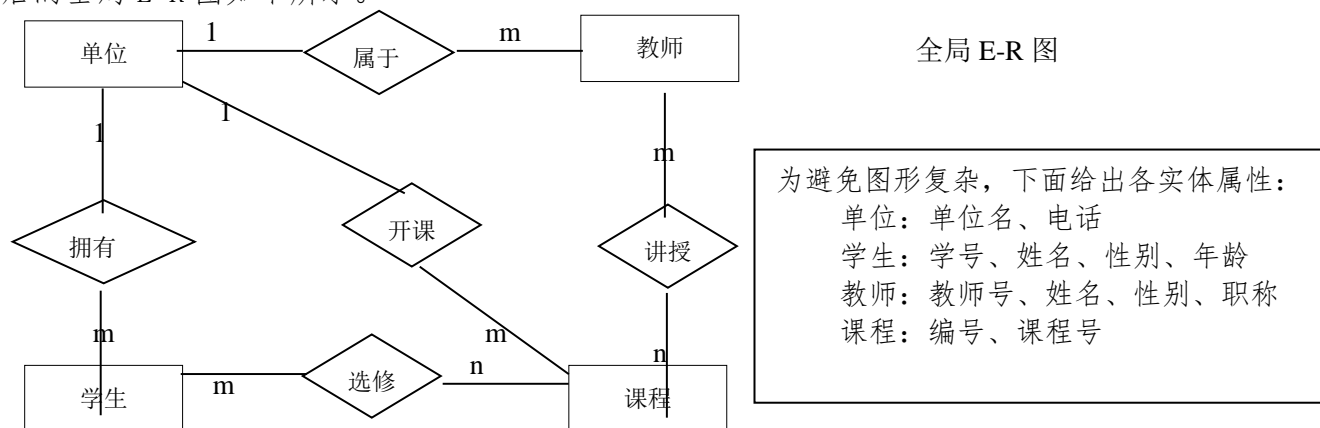 单位
1
属于
m
教师
全局 E-R 图
1
1
m
为避免图形复杂，下面给出各实体属性：
单位：单位名、电话
学生：学号、姓名、性别、年龄
教师：教师号、姓名、性别、职称
课程：编号、课程号
拥有
开课
讲授
m
m
n
学生
m
选修
n
课程